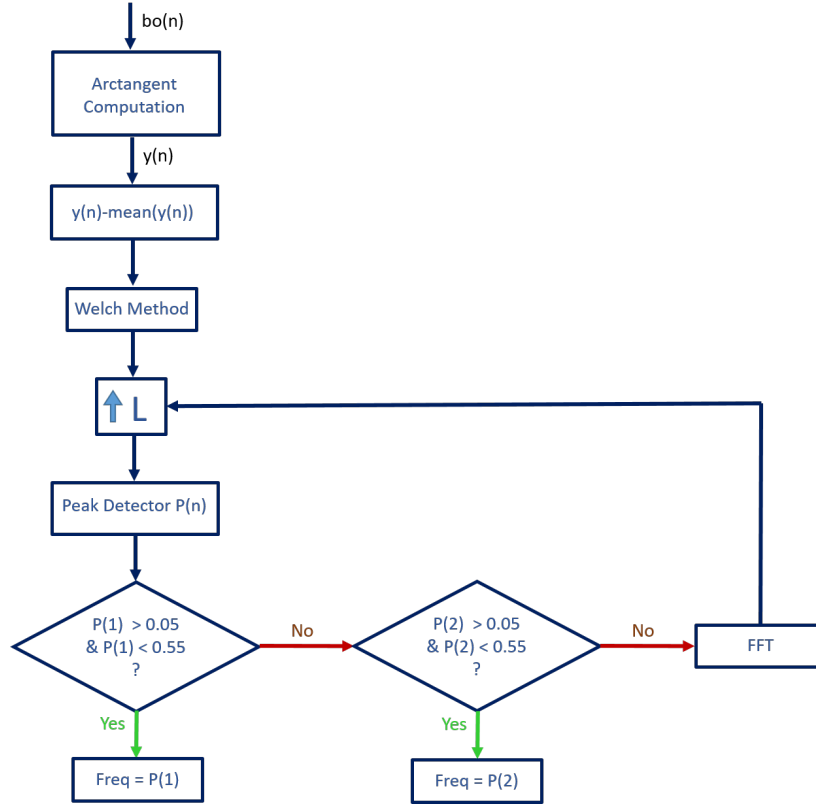 bo(n)
Arctangent
Computation
y(n)
y(n)-mean(y(n))
Welch Method
L
Peak Detector P(n)
P(1) > 0.05
& P(1) < 0.55
?
No
P(2) > 0.05
& P(2) < 0.55
?
No
FFT
Yes
Yes
Freq = P(1)
Freq = P(2)